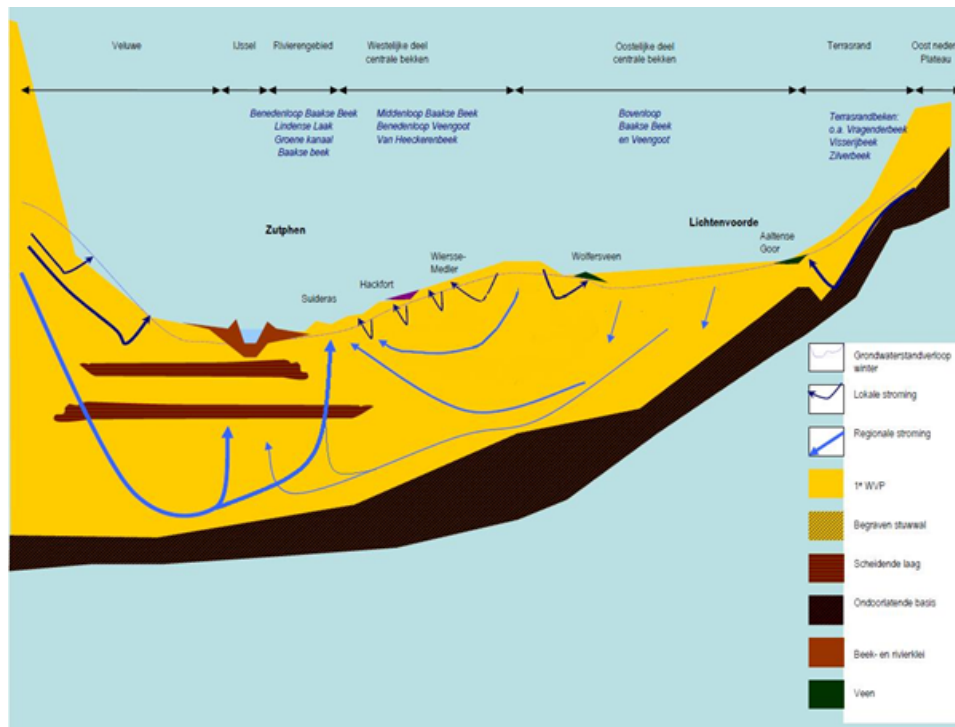 Veluwe
IJssel
Rivierengebied
Westelijke deel
centrale bekken
Oostelijke deel
centrale bekken
Terrasrand
Oost neder
Plateau
Benedenloop Baakse Beek
Lindense Laak
Groene kanaal
Baakse beek
Middenloop Baakse Beek
Benedenloop Veengoot
Van Heeckerenbeek
Bovenloop
Baakse Beek
en Veengoot
Terrasrandbeken:
o.a. Vragenderbeek
Visserijbeek
Zilverbeek
Zutphen
Lichtenvoorde
Suideras
Hackfort
Wiersse-
Medler
Wolfersveen
Aaltense
Goor
Grondwaterstandverloop
winter
Lokale stroming
Regionale stroming
1e WVP
Begraven stuwwal
Scheidende laag
Ondoorlatende basis
Beek- en rivierklei
Veen